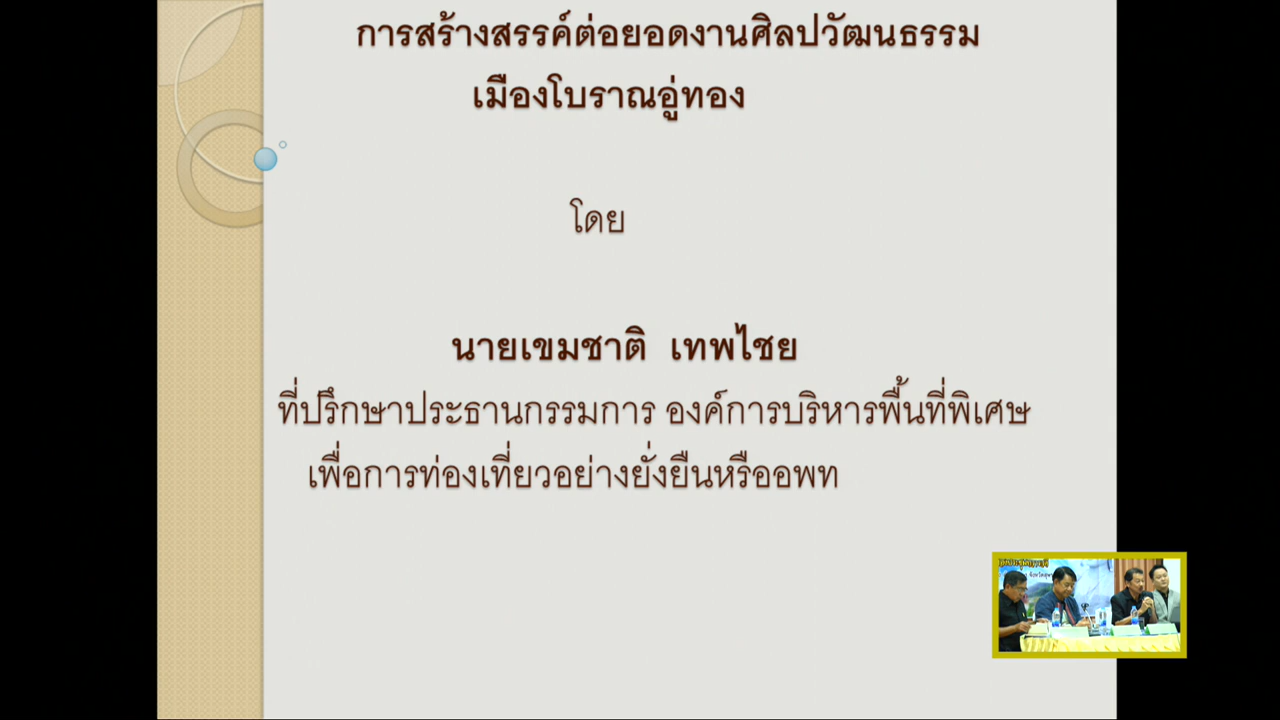 การสร้างสรรค์ต่อยอดงานศิลปวัฒนธรรม
เมืองโบราณอู่ทอง
โดย
นายเขมชาติ เทพไชย
ที่ปรึกษาประธานกรรมการ องค์การบริหารพื้นที่พิเศษ
เพื่อการท่องเที่ยวอย่างยั่งยืนหรืออพท